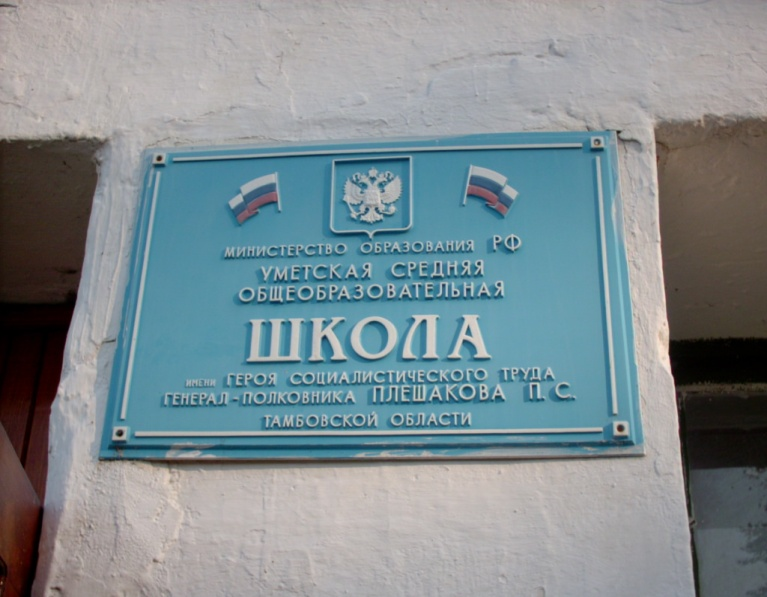 МИНИСТЕРСТВО ОБРАЗОВАНИЯ РФ
УМЕТСКАЯ СРЕДНЯЯ
ОБЩЕОБРАЗОВАТЕЛЬНАЯ
ШКОЛА
ИМЕНИ ГЕРОЯ СОЦИАЛИСТИЧЕСКОГО ТРУДА
ГЕНЕРАЛ-ПОЛКОВНИКА ПЛЕШАКОВА П. С.
ТАМБОВСКОЙ ОБЛАСТИ